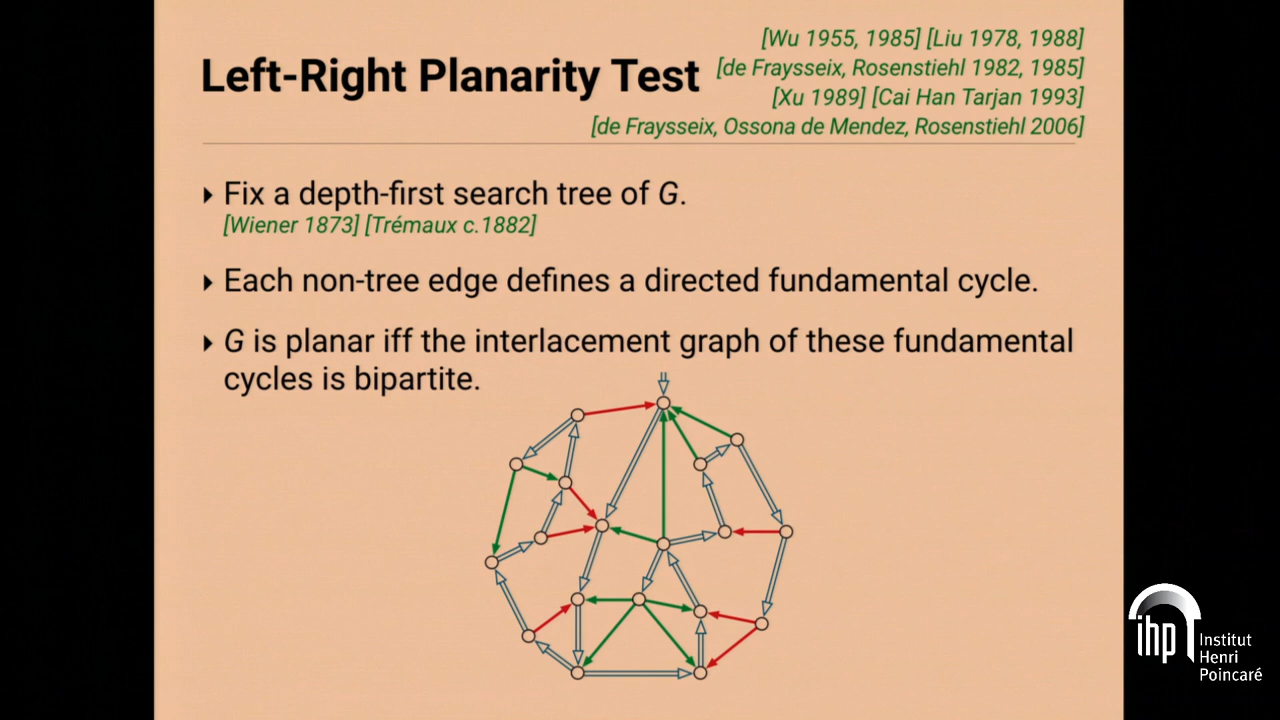 [Wu 1955, 1985] [Liu 1978, 1988]
Left-Right Planarity Test
[de Fraysseix, Rosenstiehl 1982, 1985]
[Xu 1989] [Cai Han Tarjan 1993]
[de Fraysseix, Ossona de Mendez, Rosenstiehl 2006]
‣ Fix a depth-first search tree of G.
[Wiener 1873] [Trémaux c.1882]
‣ Each non-tree edge defines a directed fundamental cycle.
‣ G is planar iff the interlacement graph of these fundamental
cycles is bipartite.
ihp
Institut
Henri
Poincaré